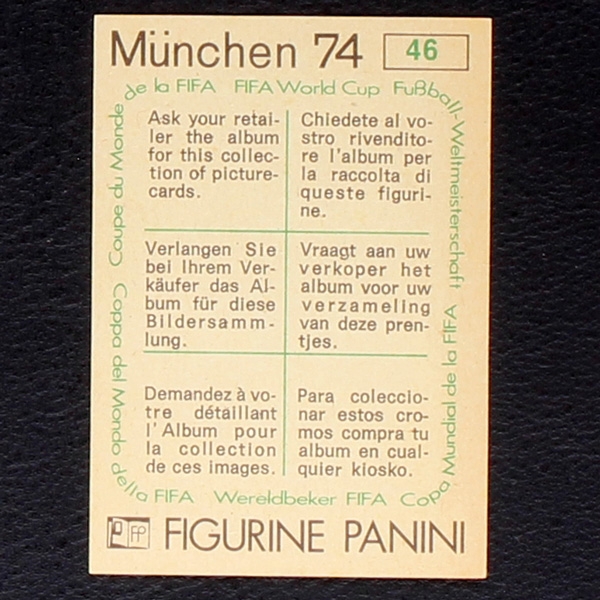 München 74
46
de la FIFA FIFA World Cup Fußball-Weltmeisterschaft
Ask your retai-
ler the album
for this collec-
tion of picture-
cards.
Chiedete al vo-
stro rivendito-
re l'album per
la raccolta di
queste figuri-
ne.
Verlangen Sie
bei Ihrem Ver-
käufer das Al-
bum für diese
Bildersamm-
lung.
Vraagt aan uw
verkoper het
album voor uw
verzameling
van deze pren-
tjes.
Demandez à vo-
tre détaillant
l'Album pour
la collection
de ces images.
Para coleccio-
nar estos cro-
mos compra tu
album en cual-
quier kiosko.
Copa Mundial de la FIFA
Wereldbeker FIFA
Coppa del Mondo della FIFA
Coupe du Monde
FP
FIGURINE PANINI